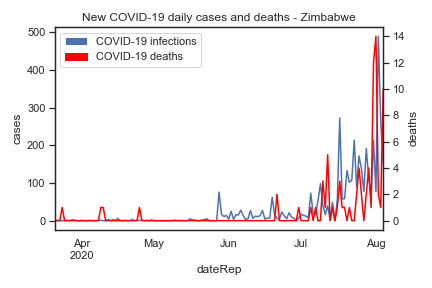 New COVID-19 daily cases and deaths - Zimbabwe
COVID-19 infections
COVID-19 deaths
500
400
300
200
100
0
cases
14
12
10
8
6
4
2
0
deaths
Apr
2020
May
Jun
Jul
Aug
dateRep